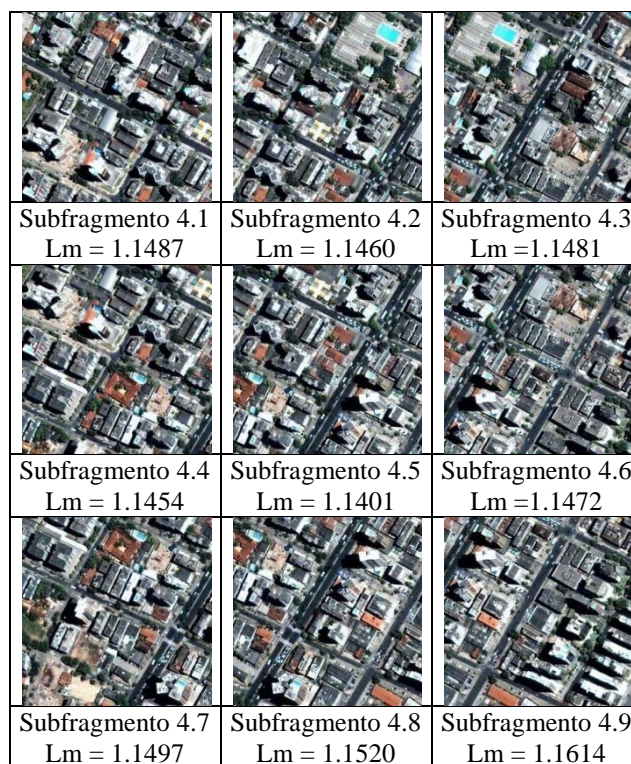 Subfragmento 4.1
Lm = 1.1487
Subfragmento 4.2
Lm = 1.1460
Subfragmento 4.3
Lm =1.1481
Subfragmento 4.4
Lm = 1.1454
Subfragmento 4.5
Lm = 1.1401
Subfragmento 4.6
Lm =1.1472
Subfragmento 4.7
Lm = 1.1497
Subfragmento 4.8
Lm = 1.1520
Subfragmento 4.9
Lm = 1.1614